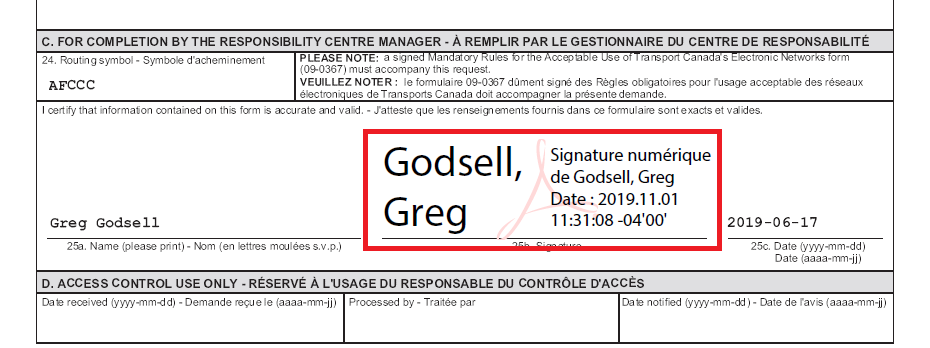 C. FOR COMPLETION BY THE RESPONSIBILITY CENTRE MANAGER - À REMPLIR PAR LE GESTIONNAIRE DU CENTRE DE RESPONSABILITÉ
24. Routing symbol - Symbole d'acheminement
AFCCC
PLEASE NOTE: a signed Mandatory Rules for the Acceptable Use of Transport Canada's Electronic Networks form
(09-0367) must accompany this request.
VEUILLEZ NOTER : le formulaire 09-0367 dûment signé des Règles obligatoires pour l'usage acceptable des réseaux
électroniques de Transports Canada doit accompagner la présente demande.
I certify that information contained on this form is accurate and valid. - J'atteste que les renseignements fournis dans ce formulaire sont exacts et valides.
Greg Godsell
25a. Name (please print) - Nom (en lettres moulées s.v.p.)
Godsell,
Greg
Signature numérique
de Godsell, Greg
Date : 2019.11.01
11:31:08 -04'00'
25b. Signature
2019-06-17
25c. Date (yyyy-mm-dd)
Date (aaaa-mm-jj)
D. ACCESS CONTROL USE ONLY - RÉSERVÉ À L'USAGE DU RESPONSABLE DU CONTRÔLE D'ACCÈS
Date received (yyyy-mm-dd) - Demande reçue le (aaaa-mm-jj)
Processed by - Traitée par
Date notified (yyyy-mm-dd) - Date de l'avis (aaaa-mm-jj)